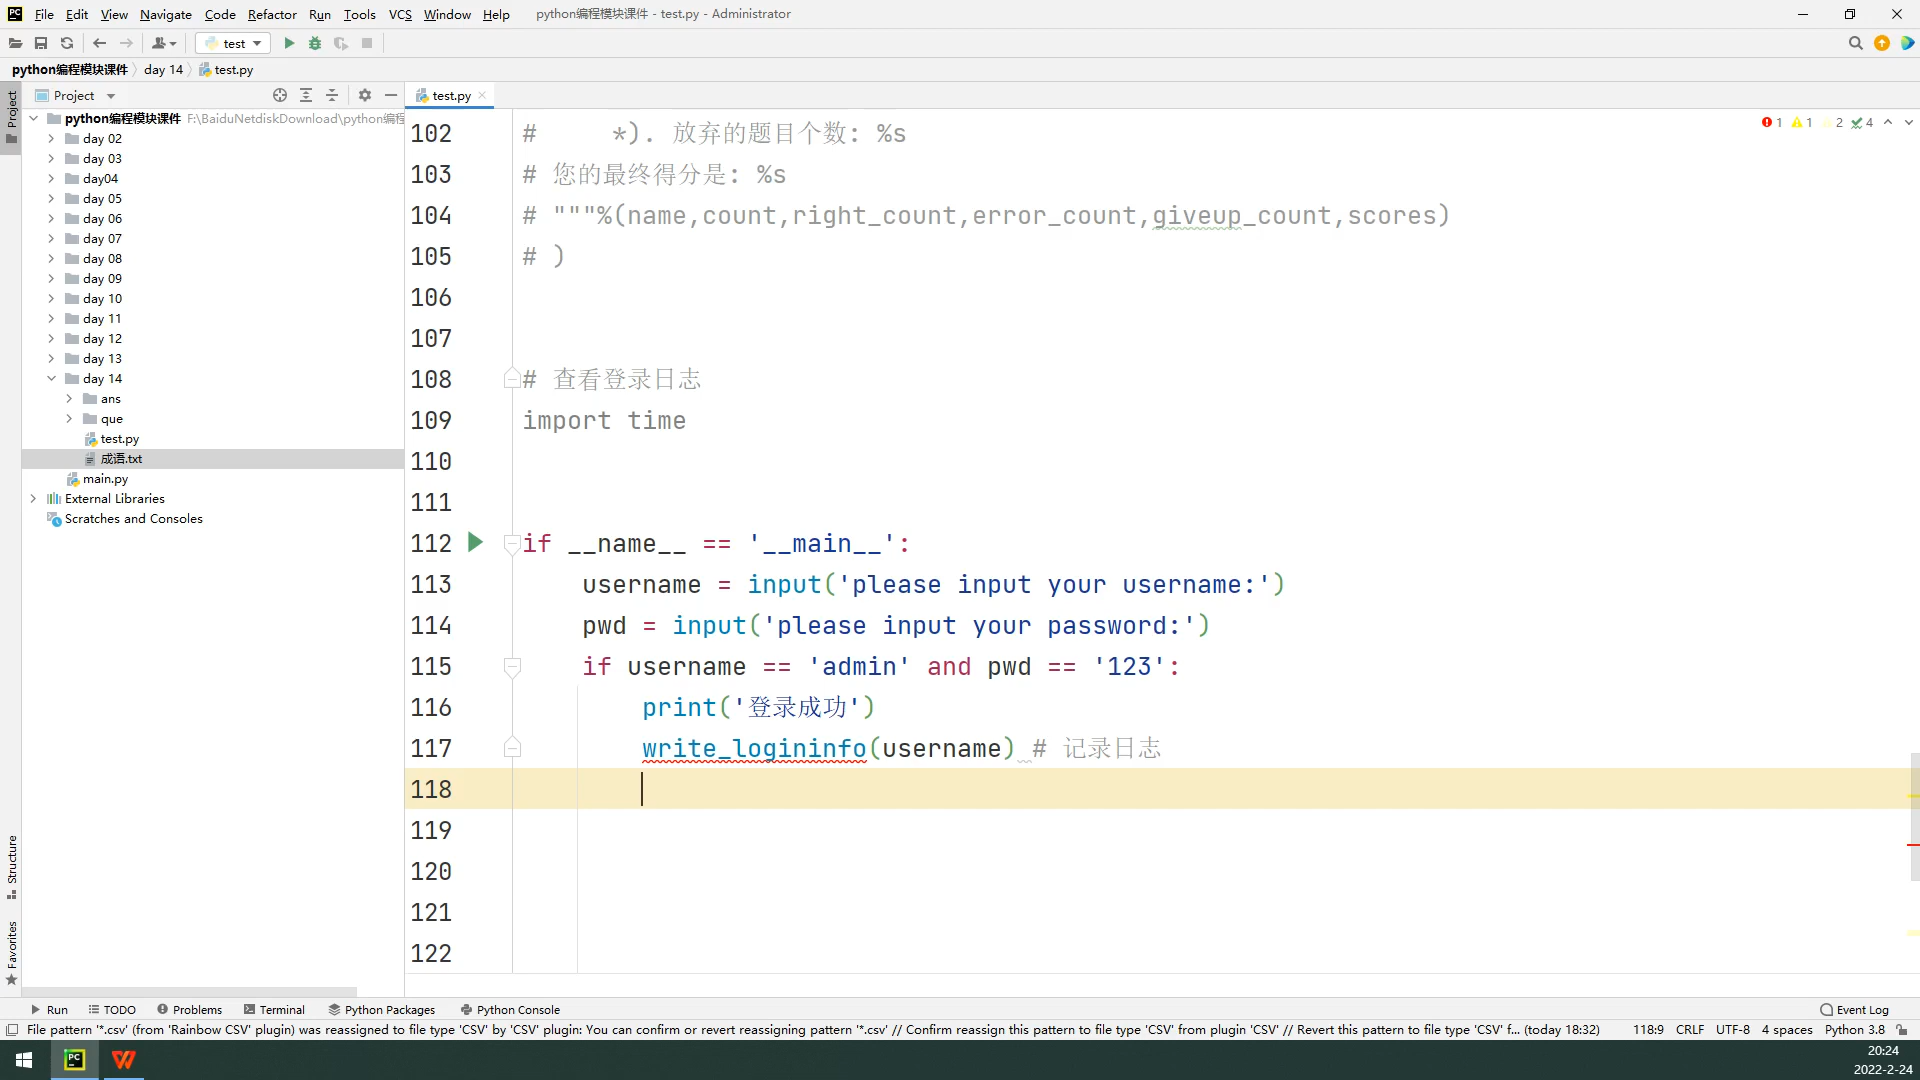 File Edit View Navigate Code Refactor Run Tools VCS Window Help python编程模块课件 - test.py - Administrator
test
python编程模块课件 day 14 test.py
Project
test.py
python编程模块课件 F:\BaiduNetdiskDownload\python编程
day 02
day 03
day04
day 05
day 06
day 07
day 08
day 09
day 10
day 11
day 12
day 13
day 14
ans
que
test.py
成语.txt
main.py
External Libraries
Scratches and Consoles
Project
Structure
Favorites
1 1 2 4
102 #     *). 放弃的题目个数: %s
103 # 您的最终得分是: %s
104 # """%(name,count,right_count,error_count,giveup_count,scores)
105 # )
106
107
108 # 查看登录日志
109 import time
110
111
112 if __name__ == '__main__':
113     username = input('please input your username:')
114     pwd = input('please input your password:')
115     if username == 'admin' and pwd == '123':
116         print('登录成功')
117         write_logininfo(username) # 记录日志
118
119
120
121
122
Run TODO Problems Terminal Python Packages Python Console Event Log
File pattern '*.csv' (from 'Rainbow CSV' plugin) was reassigned to file type 'CSV' by 'CSV' plugin: You can confirm or revert reassigning pattern '*.csv' // Confirm reassign this pattern to file type 'CSV' from plugin 'CSV' // Revert this pattern to file type 'CSV' f... (today 18:32) 118:9 CRLF UTF-8 4 spaces Python 3.8
20:24
2022-2-24